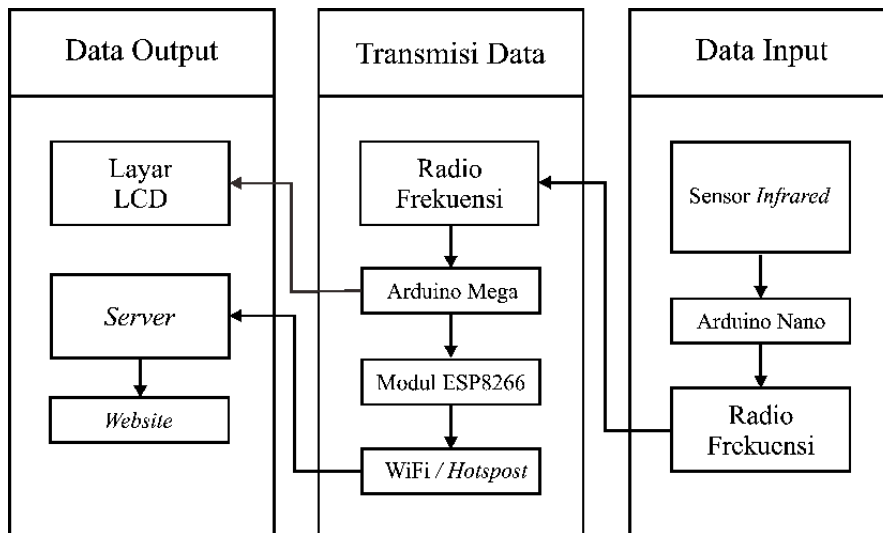 Data Output
Transmisi Data
Data Input
Layar
LCD
Server
Website
Radio
Frekuensi
Arduino Mega
Modul ESP8266
WiFi / Hotspost
Sensor Infrared
Arduino Nano
Radio
Frekuensi